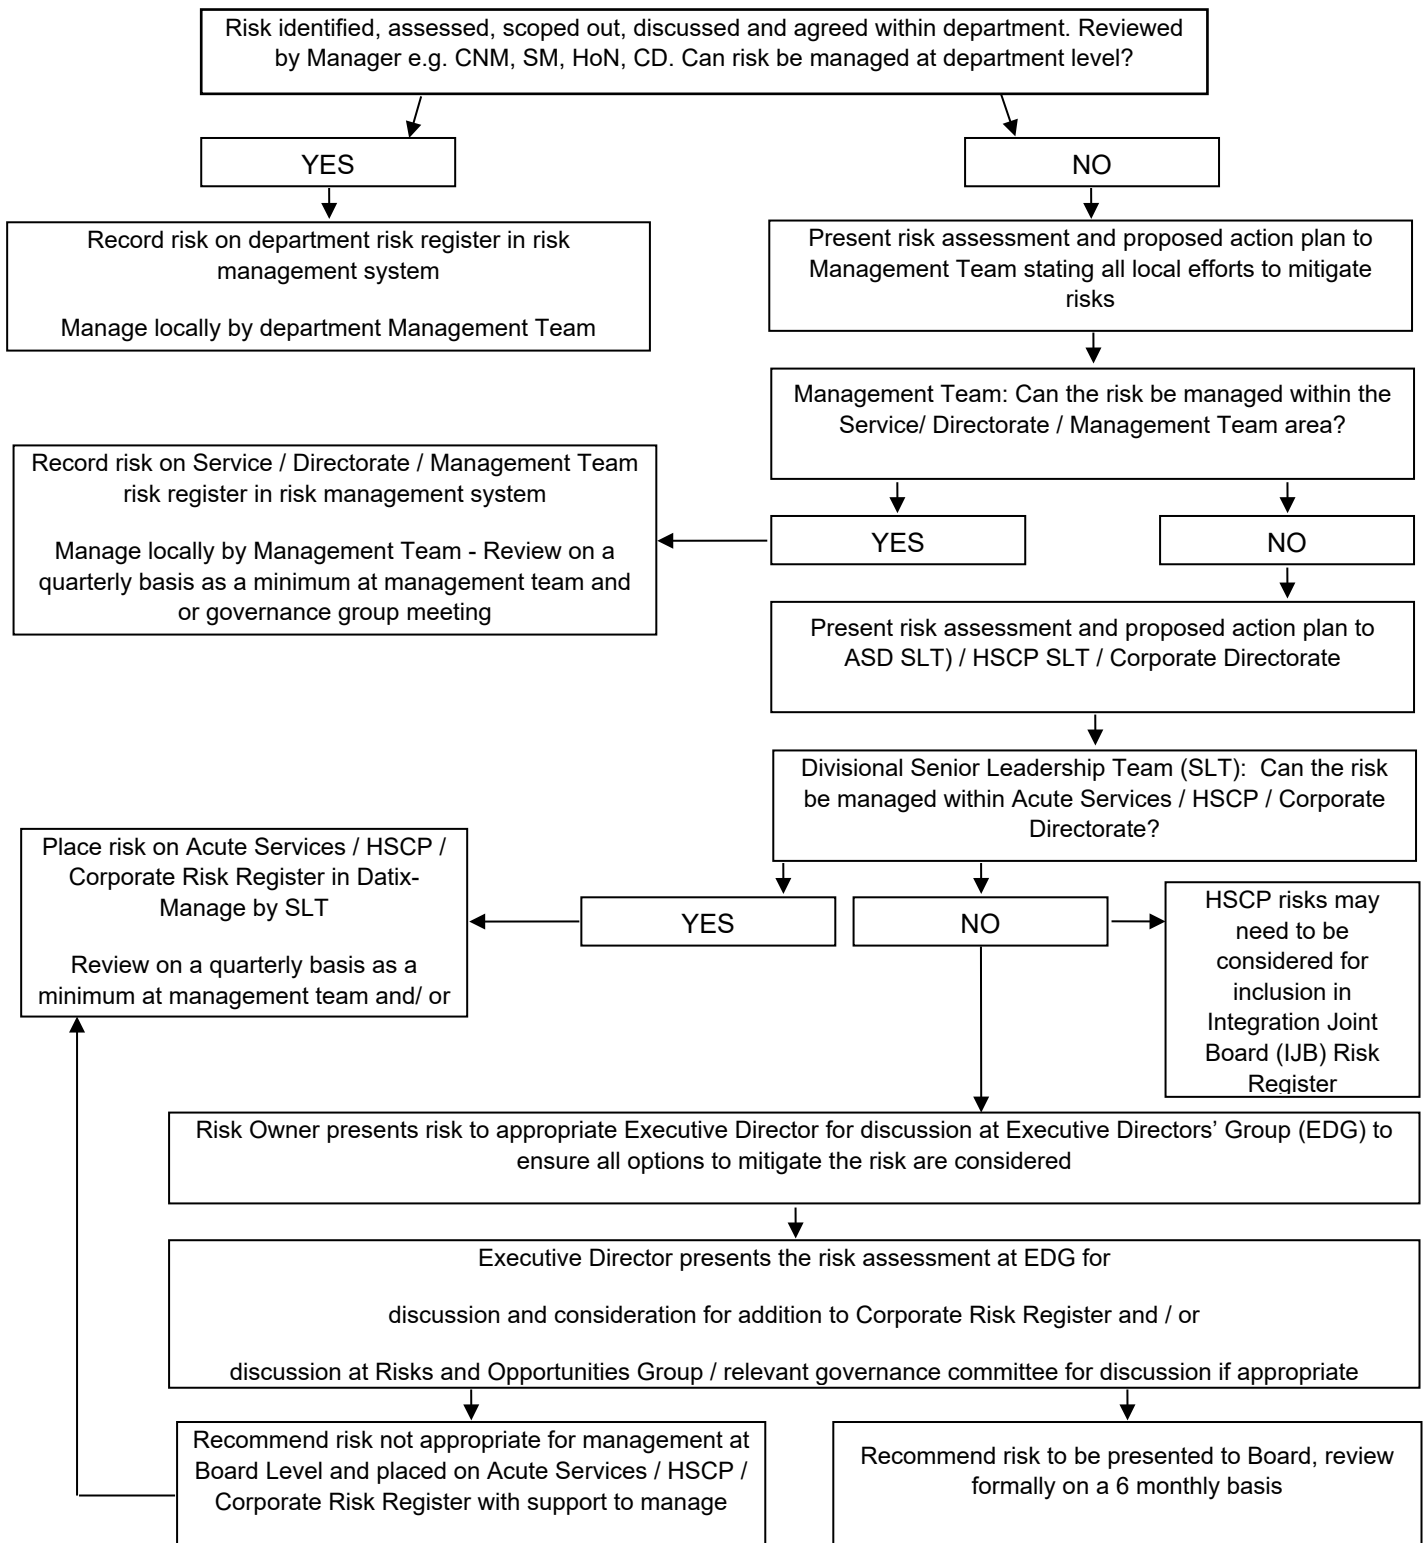 Risk identified, assessed, scoped out, discussed and agreed within department. Reviewed
by Manager e.g. CNM, SM, HoN, CD. Can risk be managed at department level?
YES
NO
Record risk on department risk register in risk
management system
Manage locally by department Management Team
Present risk assessment and proposed action plan to
Management Team stating all local efforts to mitigate
risks
Management Team: Can the risk be managed within the
Service/ Directorate / Management Team area?
Record risk on Service / Directorate / Management Team
risk register in risk management system
Manage locally by Management Team - Review on a
quarterly basis as a minimum at management team and
or governance group meeting
YES
NO
Present risk assessment and proposed action plan to
ASD SLT) / HSCP SLT / Corporate Directorate
Divisional Senior Leadership Team (SLT):  Can the risk
be managed within Acute Services / HSCP / Corporate
Directorate?
Place risk on Acute Services / HSCP /
Corporate Risk Register in Datix-
Manage by SLT
Review on a quarterly basis as a
minimum at management team and/ or
YES
NO
HSCP risks may
need to be
considered for
inclusion in
Integration Joint
Board (IJB) Risk
Register
Risk Owner presents risk to appropriate Executive Director for discussion at Executive Directors’ Group (EDG) to
ensure all options to mitigate the risk are considered
Executive Director presents the risk assessment at EDG for
discussion and consideration for addition to Corporate Risk Register and / or
discussion at Risks and Opportunities Group / relevant governance committee for discussion if appropriate
Recommend risk not appropriate for management at
Board Level and placed on Acute Services / HSCP /
Corporate Risk Register with support to manage
Recommend risk to be presented to Board, review
formally on a 6 monthly basis